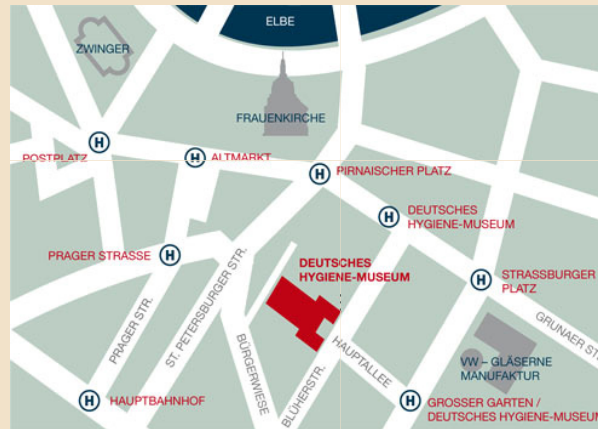 ELBE
ZWINGER
FRAUENKIRCHE
H
POSTPLATZ
H
ALTMARKT
H
PIRNAISCHER PLATZ
H
DEUTSCHES
HYGIENE-MUSEUM
PRAGER STRASSE
H
DEUTSCHES
HYGIENE-MUSEUM
H
STRASSBURGER
PLATZ
PRAGER STR.
ST. PETERSBURGER STR.
BÜRGERWIESE
BLÜHERSTR.
HAUPTALLEE
GRUNAER ST
VW – GLÄSERNE
MANUFAKTUR
H
HAUPTBAHNHOF
H
GROSSER GARTEN /
DEUTSCHES HYGIENE-MUSEUM